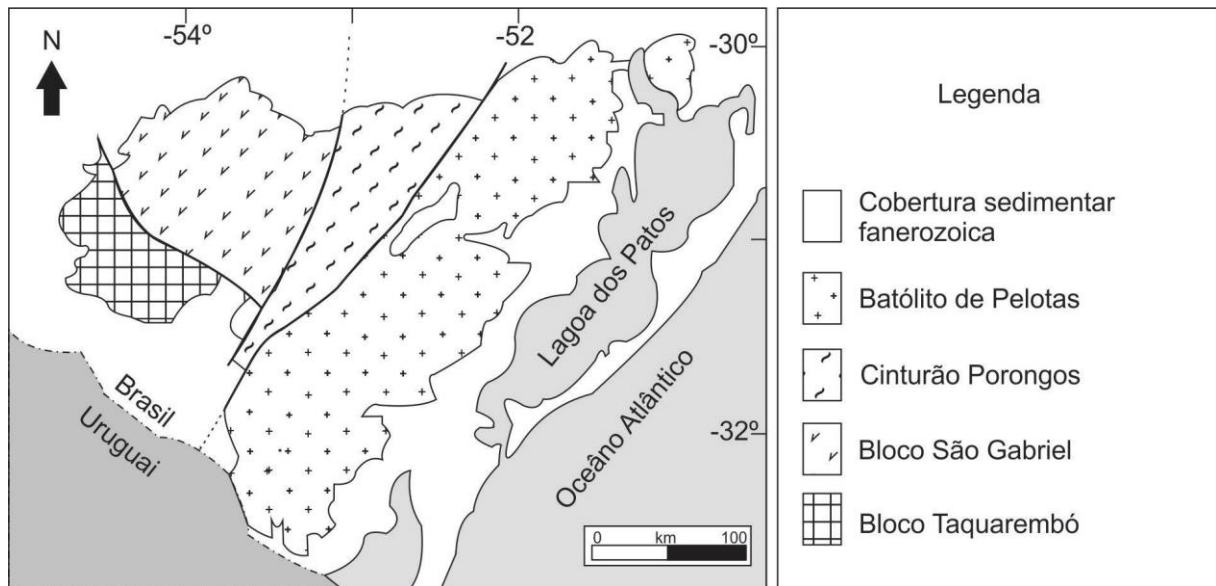 N
-54º
-52
-30º
Lagoa dos Patos
Brasil
Uruguai
-32º
Oceâno Atlântico
0 km 100
Legenda
Cobertura sedimentar
fanerozoica
Batólito de Pelotas
Cinturão Porongos
Bloco São Gabriel
Bloco Taquarembó